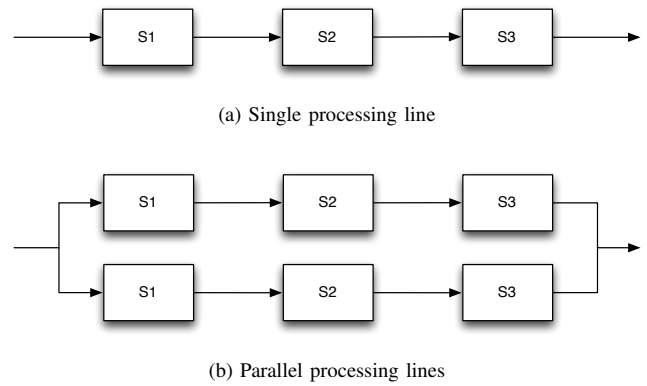 S1 S2 S3
(a) Single processing line
S1 S2 S3
S1 S2 S3
(b) Parallel processing lines